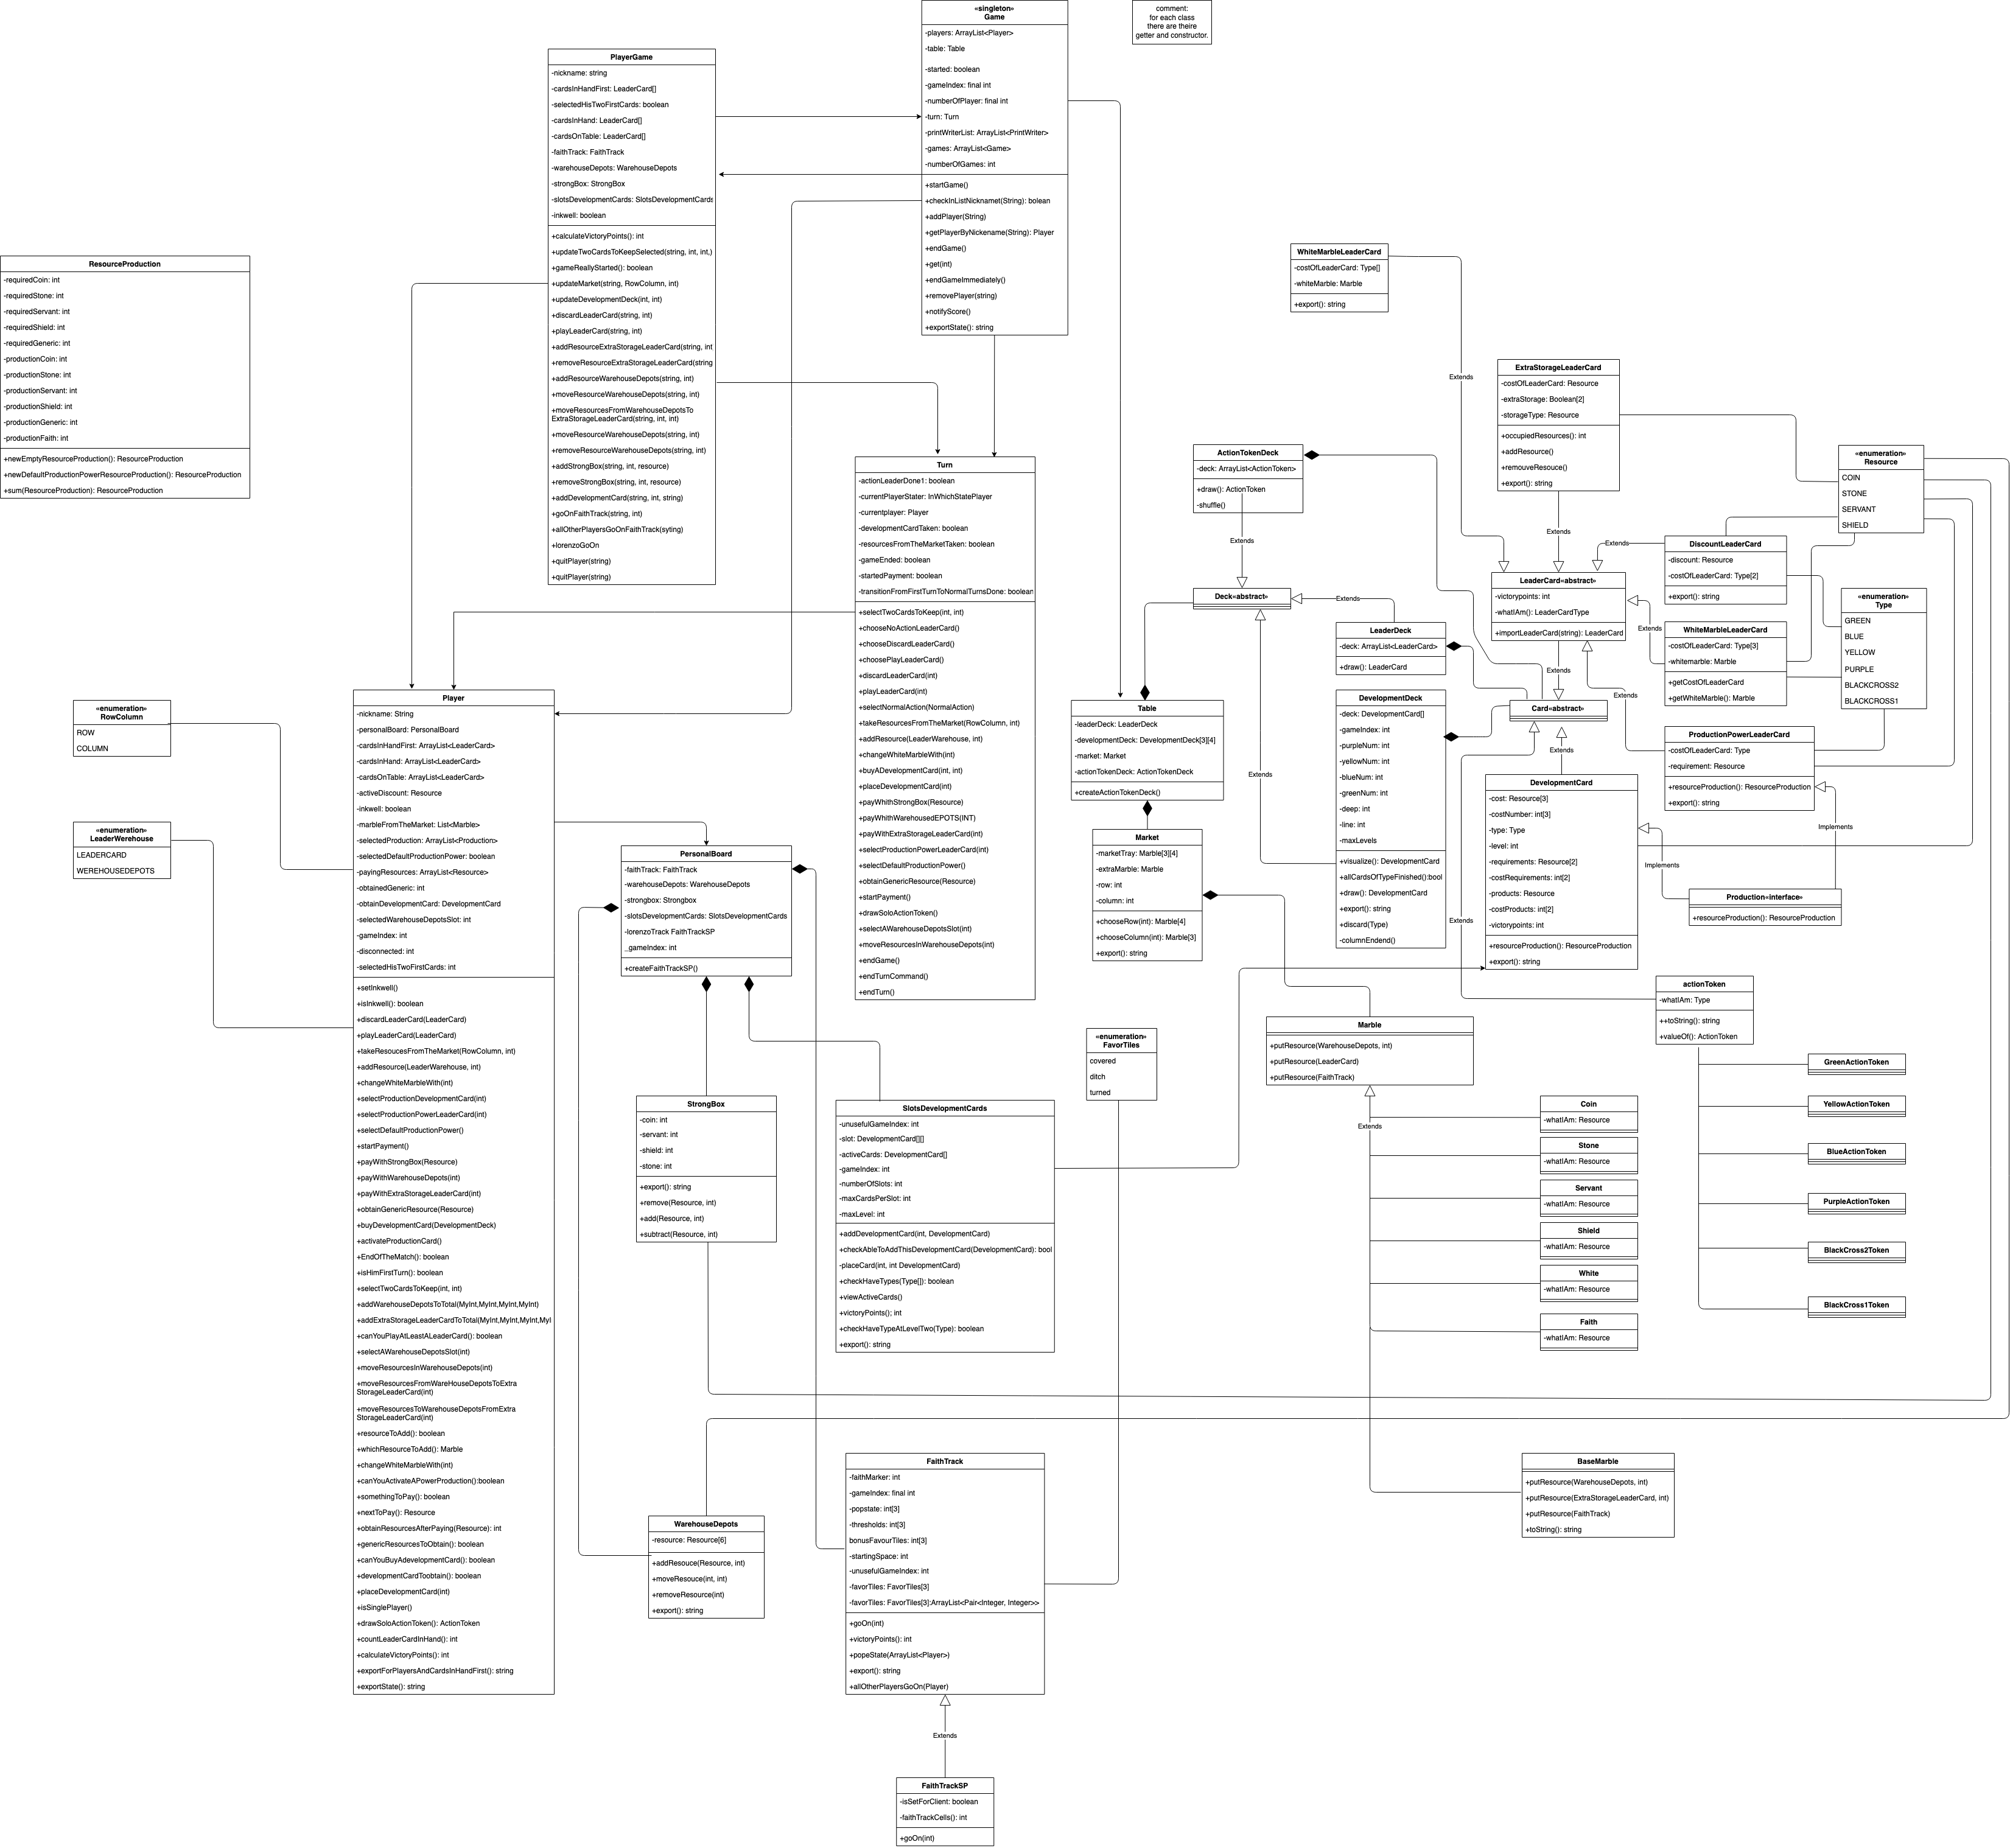 «singleton»
Game
-players: ArrayList<Player>
-table: Table
-started: boolean
-gameIndex: final int
-numberOfPlayer: final int
-turn: Turn
-printWriterList: ArrayList<PrintWriter>
-games: ArrayList<Game>
-numberOfGames: int
+startGame()
+checkInListNicknamet(String): bolean
+addPlayer(String)
+getPlayerByNickename(String): Player
+endGame()
+get(int)
+endGameImmediately()
+removePlayer(string)
+notifyScore()
+exportState(): string
comment:
for each class
there are theire
getter and constructor.
PlayerGame
-nickname: string
-cardsInHandFirst: LeaderCard[]
-selectedHisTwoFirstCards: boolean
-cardsInHand: LeaderCard[]
-cardsOnTable: LeaderCard[]
-faithTrack: FaithTrack
-warehouseDepots: WarehouseDepots
-strongBox: StrongBox
-slotsDevelopmentCards: SlotsDevelopmentCards
-inkwell: boolean
+calculateVictoryPoints(): int
+updateTwoCardsToKeepSelected(string, int, int,)
+gameReallyStarted(): boolean
+updateMarket(string, RowColumn, int)
+updateDevelopmentDeck(int, int)
+discardLeaderCard(string, int)
+playLeaderCard(string, int)
+addResourceExtraStorageLeaderCard(string, int
+removeResourceExtraStorageLeaderCard(string
+addResourceWarehouseDepots(string, int)
+moveResourceWarehouseDepots(string, int)
+moveResourcesFromWarehouseDepotsTo
ExtraStorageLeaderCard(string, int, int)
+moveResourceWarehouseDepots(string, int)
+removeResourceWarehouseDepots(string, int)
+addStrongBox(string, int, resource)
+removeStrongBox(string, int, resource)
+addDevelopmentCard(string, int, string)
+goOnFaithTrack(string, int)
+allOtherPlayersGoOnFaithTrack(syting)
+lorenzoGoOn
+quitPlayer(string)
+quitPlayer(string)
ResourceProduction
-requiredCoin: int
-requiredStone: int
-requiredServant: int
-requiredShield: int
-requiredGeneric: int
-productionCoin: int
-productionStone: int
-productionServant: int
-productionShield: int
-productionGeneric: int
-productionFaith: int
+newEmptyResourceProduction(): ResourceProduction
+newDefaultProductionPowerResourceProduction(): ResourceProduction
+sum(ResourceProduction): ResourceProduction
WhiteMarbleLeaderCard
-costOfLeaderCard: Type[]
-whiteMarble: Marble
+export(): string
Extends
ExtraStorageLeaderCard
-costOfLeaderCard: Resource
-extraStorage: Boolean[2]
-storageType: Resource
+occupiedResources(): int
+addResource()
+remouveResouce()
+export(): string
Extends
«enumeration»
Resource
COIN
STONE
SERVANT
SHIELD
ActionTokenDeck
-deck: ArrayList<ActionToken>
+draw(): ActionToken
-shuffle()
Extends
Turn
-actionLeaderDone1: boolean
-currentPlayerStater: InWhichStatePlayer
-currentplayer: Player
-developmentCardTaken: boolean
-resourcesFromTheMarketTaken: boolean
-gameEnded: boolean
-startedPayment: boolean
-transitionFromFirstTurnToNormalTurnsDone: boolean
+selectTwoCardsToKeep(int, int)
+chooseNoActionLeaderCard()
+chooseDiscardLeaderCard()
+choosePlayLeaderCard()
+discardLeaderCard(int)
+playLeaderCard(int)
+selectNormalAction(NormalAction)
+takeResourcesFromTheMarket(RowColumn, int)
+addResource(LeaderWarehouse, int)
+changeWhiteMarbleWith(int)
+buyADevelopmentCard(int, int)
+placeDevelopmentCard(int)
+payWhithStrongBox(Resource)
+payWhithWarehousedEPOTS(INT)
+payWithExtraStorageLeaderCard(int)
+selectProductionPowerLeaderCard(int)
+selectDefaultProductionPower()
+obtainGenericResource(Resource)
+startPayment()
+drawSoloActionToken()
+selectAWarehouseDepotsSlot(int)
+moveResourcesInWarehouseDepots(int)
+endGame()
+endTurnCommand()
+endTurn()
Extends
DiscountLeaderCard
-discount: Resource
-costOfLeaderCard: Type[2]
+export(): string
LeaderCard«abstract»
-victorypoints: int
-whatIAm(): LeaderCardType
+importLeaderCard(string): LeaderCard
Extends
Extends
Extends
«enumeration»
Type
GREEN
BLUE
YELLOW
PURPLE
BLACKCROSS2
BLACKCROSS1
WhiteMarbleLeaderCard
-costOfLeaderCard: Type[3]
-whitemarble: Marble
+getCostOfLeaderCard
+getWhiteMarble(): Marble
Deck«abstract»
Extends
Extends
LeaderDeck
-deck: ArrayList<LeaderCard>
+draw(): LeaderCard
Player
-nickname: String
-personalBoard: PersonalBoard
-cardsInHandFirst: ArrayList<LeaderCard>
-cardsInHand: ArrayList<LeaderCard>
-cardsOnTable: ArrayList<LeaderCard>
-activeDiscount: Resource
-inkwell: boolean
-marbleFromTheMarket: List<Marble>
-selectedProduction: ArrayList<Production>
-selectedDefaultProductionPower: boolean
-payingResources: ArrayList<Resource>
-obtainedGeneric: int
-obtainDevelopmentCard: DevelopmentCard
-selectedWarehouseDepotsSlot: int
-gameIndex: int
-disconnected: int
-selectedHisTwoFirstCards: int
+setInkwell()
+isInkwell(): boolean
+discardLeaderCard(LeaderCard)
+playLeaderCard(LeaderCard)
+takeResoucesFromTheMarket(RowColumn, int)
+addResource(LeaderWarehouse, int)
+changeWhiteMarbleWith(int)
+selectProductionDevelopmentCard(int)
+selectProductionPowerLeaderCard(int)
+selectDefaultProductionPower()
+startPayment()
+payWithStrongBox(Resource)
+payWithWarehouseDepots(int)
+payWithExtraStorageLeaderCard(int)
+obtainGenericResource(Resource)
+buyDevelopmentCard(DevelopmentDeck)
+activateProductionCard()
+EndOfTheMatch(): boolean
+isHimFirstTurn(): boolean
+selectTwoCardsToKeep(int, int)
+addWarehouseDepotsToTotal(MyInt,MyInt,MyInt,MyInt)
+addExtraStorageLeaderCardToTotal(MyInt,MyInt,MyInt,MyI
+canYouPlayAtLeastALeaderCard(): boolean
+selectAWarehouseDepotsSlot(int)
+moveResourcesInWarehouseDepots(int)
+moveResourcesFromWareHouseDepotsToExtra
StorageLeaderCard(int)
+moveResourcesToWarehouseDepotsFromExtra
StorageLeaderCard(int)
+resourceToAdd(): boolean
+whichResourceToAdd(): Marble
+changeWhiteMarbleWith(int)
+canYouActivateAPowerProduction():boolean
+somethingToPay(): boolean
+nextToPay(): Resource
+obtainResourcesAfterPaying(Resource): int
+genericResourcesToObtain(): boolean
+canYouBuyAdevelopmentCard(): boolean
+developmentCardToobtain(): boolean
+placeDevelopmentCard(int)
+isSinglePlayer()
+drawSoloActionToken(): ActionToken
+countLeaderCardInHand(): int
+calculateVictoryPoints(): int
+exportForPlayersAndCardsInHandFirst(): string
+exportState(): string
«enumeration»
RowColumn
ROW
COLUMN
«enumeration»
LeaderWerehouse
LEADERCARD
WEREHOUSEDEPOTS
Table
-leaderDeck: LeaderDeck
-developmentDeck: DevelopmentDeck[3][4]
-market: Market
-actionTokenDeck: ActionTokenDeck
+createActionTokenDeck()
DevelopmentDeck
-deck: DevelopmentCard[]
-gameIndex: int
-purpleNum: int
-yellowNum: int
-blueNum: int
-greenNum: int
-deep: int
-line: int
-maxLevels
+visualize(): DevelopmentCard
+allCardsOfTypeFinished():bool
+draw(): DevelopmentCard
+export(): string
+discard(Type)
-columnEndend()
Extends
Card«abstract»
Extends
Extends
ProductionPowerLeaderCard
-costOfLeaderCard: Type
-requirement: Resource
+resourceProduction(): ResourceProduction
+export(): string
DevelopmentCard
-cost: Resource[3]
-costNumber: int[3]
-type: Type
-level: int
-requirements: Resource[2]
-costRequirements: int[2]
-products: Resource
-costProducts: int[2]
-victorypoints: int
+resourceProduction(): ResourceProduction
+export(): string
Implements
Implements
Production«interface»
+resourceProduction(): ResourceProduction
PersonalBoard
-faithTrack: FaithTrack
-warehouseDepots: WarehouseDepots
-strongbox: Strongbox
-slotsDevelopmentCards: SlotsDevelopmentCards
-lorenzoTrack FaithTrackSP
_gameIndex: int
+createFaithTrackSP()
Market
-marketTray: Marble[3][4]
-extraMarble: Marble
-row: int
-column: int
+chooseRow(int): Marble[4]
+chooseColumn(int): Marble[3]
+export(): string
actionToken
-whatIAm: Type
++toString(): string
+valueOf(): ActionToken
GreenActionToken
YellowActionToken
BlueActionToken
PurpleActionToken
BlackCross2Token
BlackCross1Token
Marble
+putResource(WarehouseDepots, int)
+putResource(LeaderCard)
+putResource(FaithTrack)
Extends
Coin
-whatIAm: Resource
Stone
-whatIAm: Resource
Servant
-whatIAm: Resource
Shield
-whatIAm: Resource
White
-whatIAm: Resource
Faith
-whatIAm: Resource
«enumeration»
FavorTiles
covered
ditch
turned
StrongBox
-coin: int
-servant: int
-shield: int
-stone: int
+export(): string
+remove(Resource, int)
+add(Resource, int)
+subtract(Resource, int)
SlotsDevelopmentCards
-unusefulGameIndex: int
-slot: DevelopmentCard[][]
-activeCards: DevelopmentCard[]
-gameIndex: int
-numberOfSlots: int
-maxCardsPerSlot: int
-maxLevel: int
+addDevelopmentCard(int, DevelopmentCard)
+checkAbleToAddThisDevelopmentCard(DevelopmentCard): bool
-placeCard(int, int DevelopmentCard)
+checkHaveTypes(Type[]): boolean
+viewActiveCards()
+victoryPoints(); int
+checkHaveTypeAtLevelTwo(Type): boolean
+export(): string
WarehouseDepots
-resource: Resource[6]
+addResouce(Resource, int)
+moveResouce(int, int)
+removeResource(int)
+export(): string
FaithTrack
-faithMarker: int
-gameIndex: final int
-popstate: int[3]
-thresholds: int[3]
bonusFavourTiles: int[3]
-startingSpace: int
-unusefulGameIndex: int
-favorTiles: FavorTiles[3]
-favorTiles: FavorTiles[3]:ArrayList<Pair<Integer, Integer>>
+goOn(int)
+victoryPoints(): int
+popeState(ArrayList<Player>)
+export(): string
+allOtherPlayersGoOn(Player)
Extends
BaseMarble
+putResource(WarehouseDepots, int)
+putResource(ExtraStorageLeaderCard, int)
+putResource(FaithTrack)
+toString(): string
FaithTrackSP
-isSetForClient: boolean
-faithTrackCells(): int
+goOn(int)